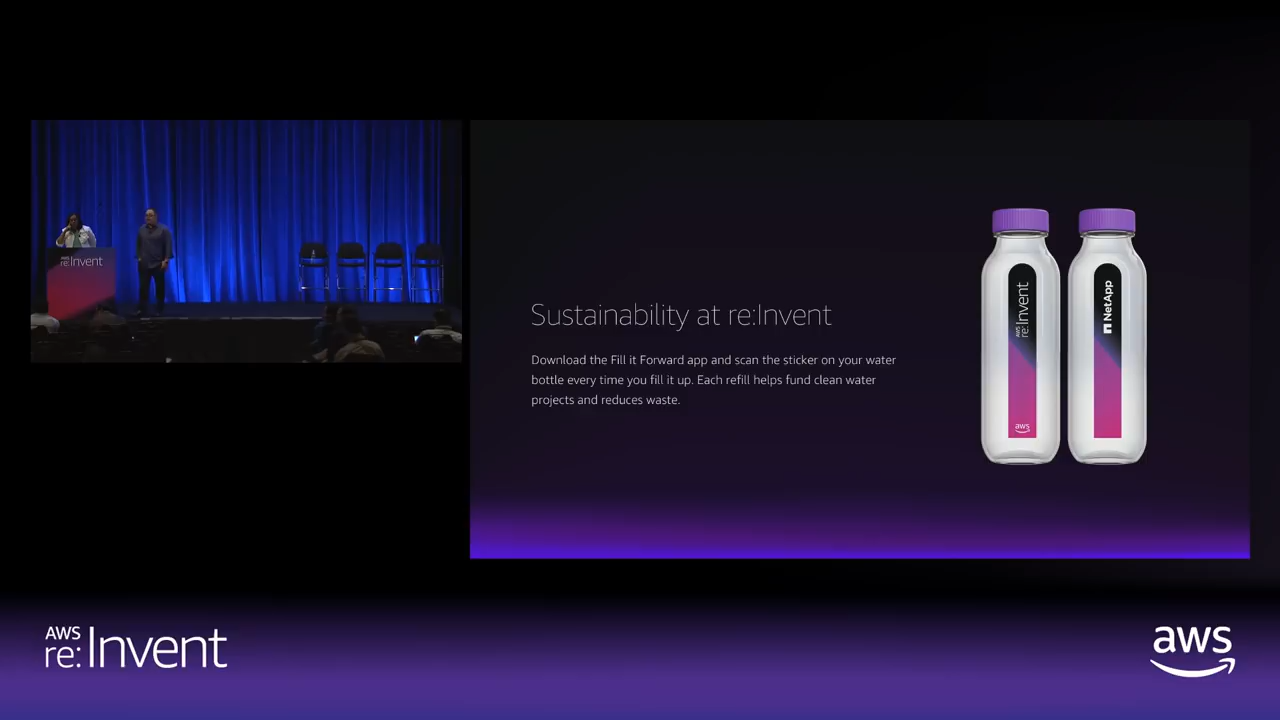 AWS
re:Invent
Sustainability at re:Invent
Download the Fill it Forward app and scan the sticker on your water
bottle every time you fill it up. Each refill helps fund clean water
projects and reduces waste.
AWS
re:Invent
aws
NetApp
AWS
re:Invent
aws